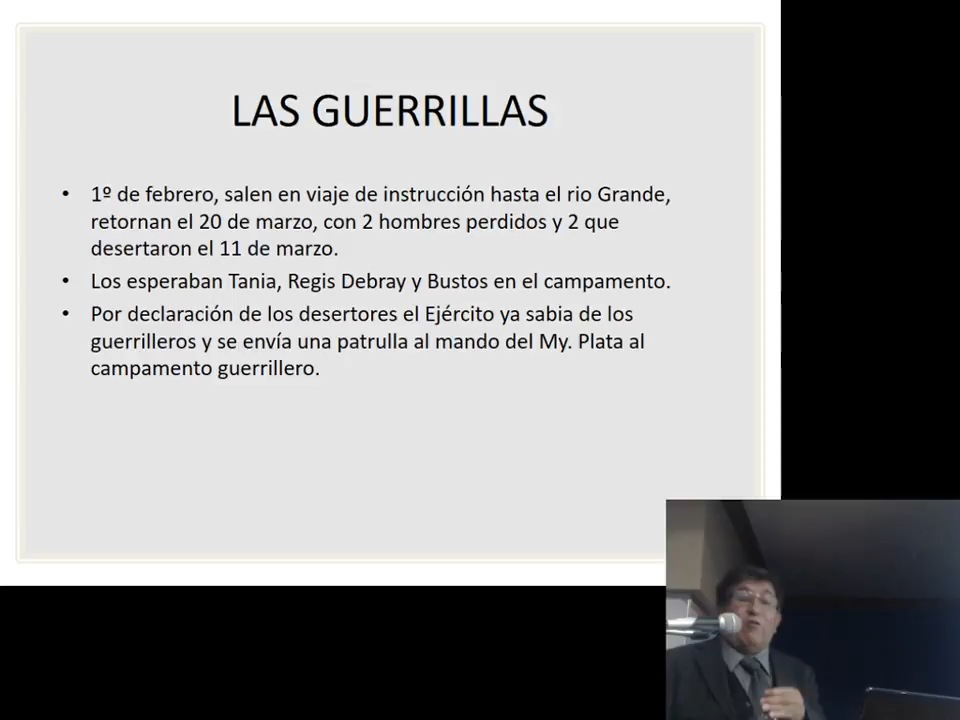 LAS GUERRILLAS
• 1º de febrero, salen en viaje de instrucción hasta el rio Grande,
retornan el 20 de marzo, con 2 hombres perdidos y 2 que
desertaron el 11 de marzo.
• Los esperaban Tania, Regis Debray y Bustos en el campamento.
• Por declaración de los desertores el Ejército ya sabia de los
guerrilleros y se envía una patrulla al mando del My. Plata al
campamento guerrillero.